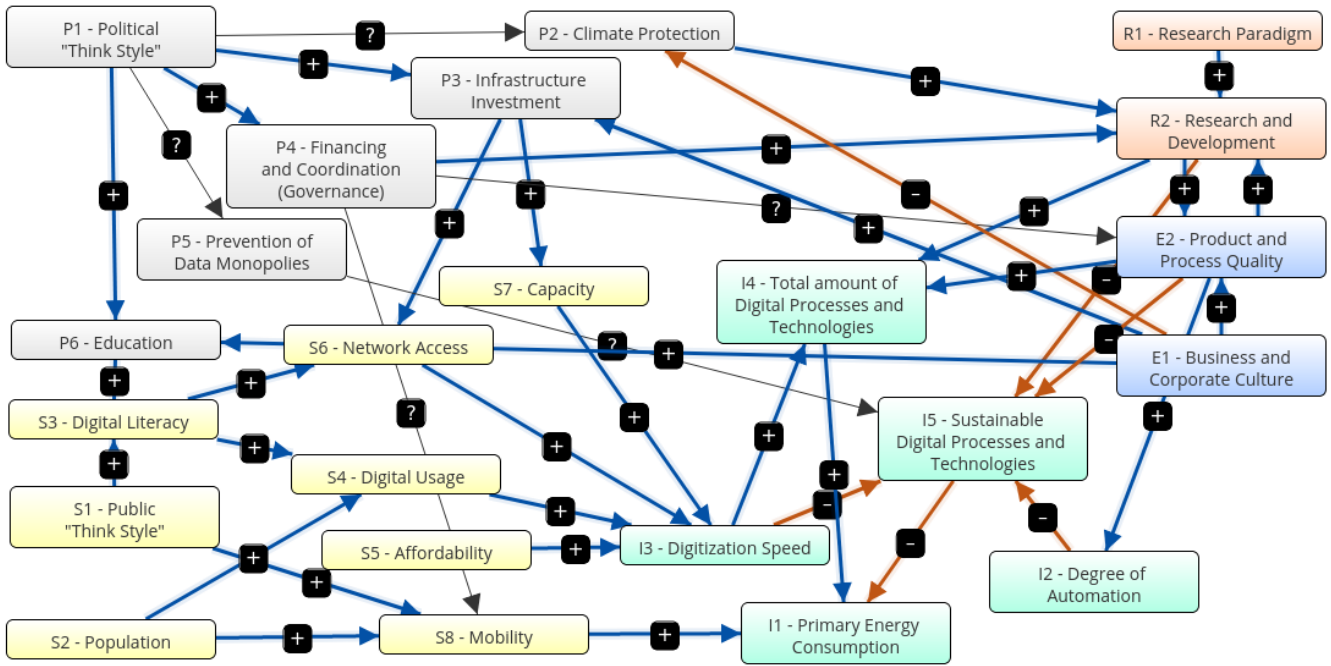 P1 - Political
"Think Style"
?
P2 - Climate Protection
R1 - Research Paradigm
+
+
P3 - Infrastructure
Investment
+
+
R2 - Research and
Development
P4 - Financing
and Coordination
(Governance)
?
+
+
+
+
–
+
+
?
+
+
P5 - Prevention of
Data Monopolies
E2 - Product and
Process Quality
S7 - Capacity
I4 - Total amount of
Digital Processes and
Technologies
+
–
+
P6 - Education
S6 - Network Access
?
+
–
E1 - Business and
Corporate Culture
+
+
S3 - Digital Literacy
?
+
+
I5 - Sustainable
Digital Processes and
Technologies
+
+
+
+
S4 - Digital Usage
+
S1 - Public
"Think Style"
+
–
–
S5 - Affordability
+
I3 - Digitization Speed
–
+
+
I2 - Degree of
Automation
S2 - Population
+
S8 - Mobility
+
I1 - Primary Energy
Consumption